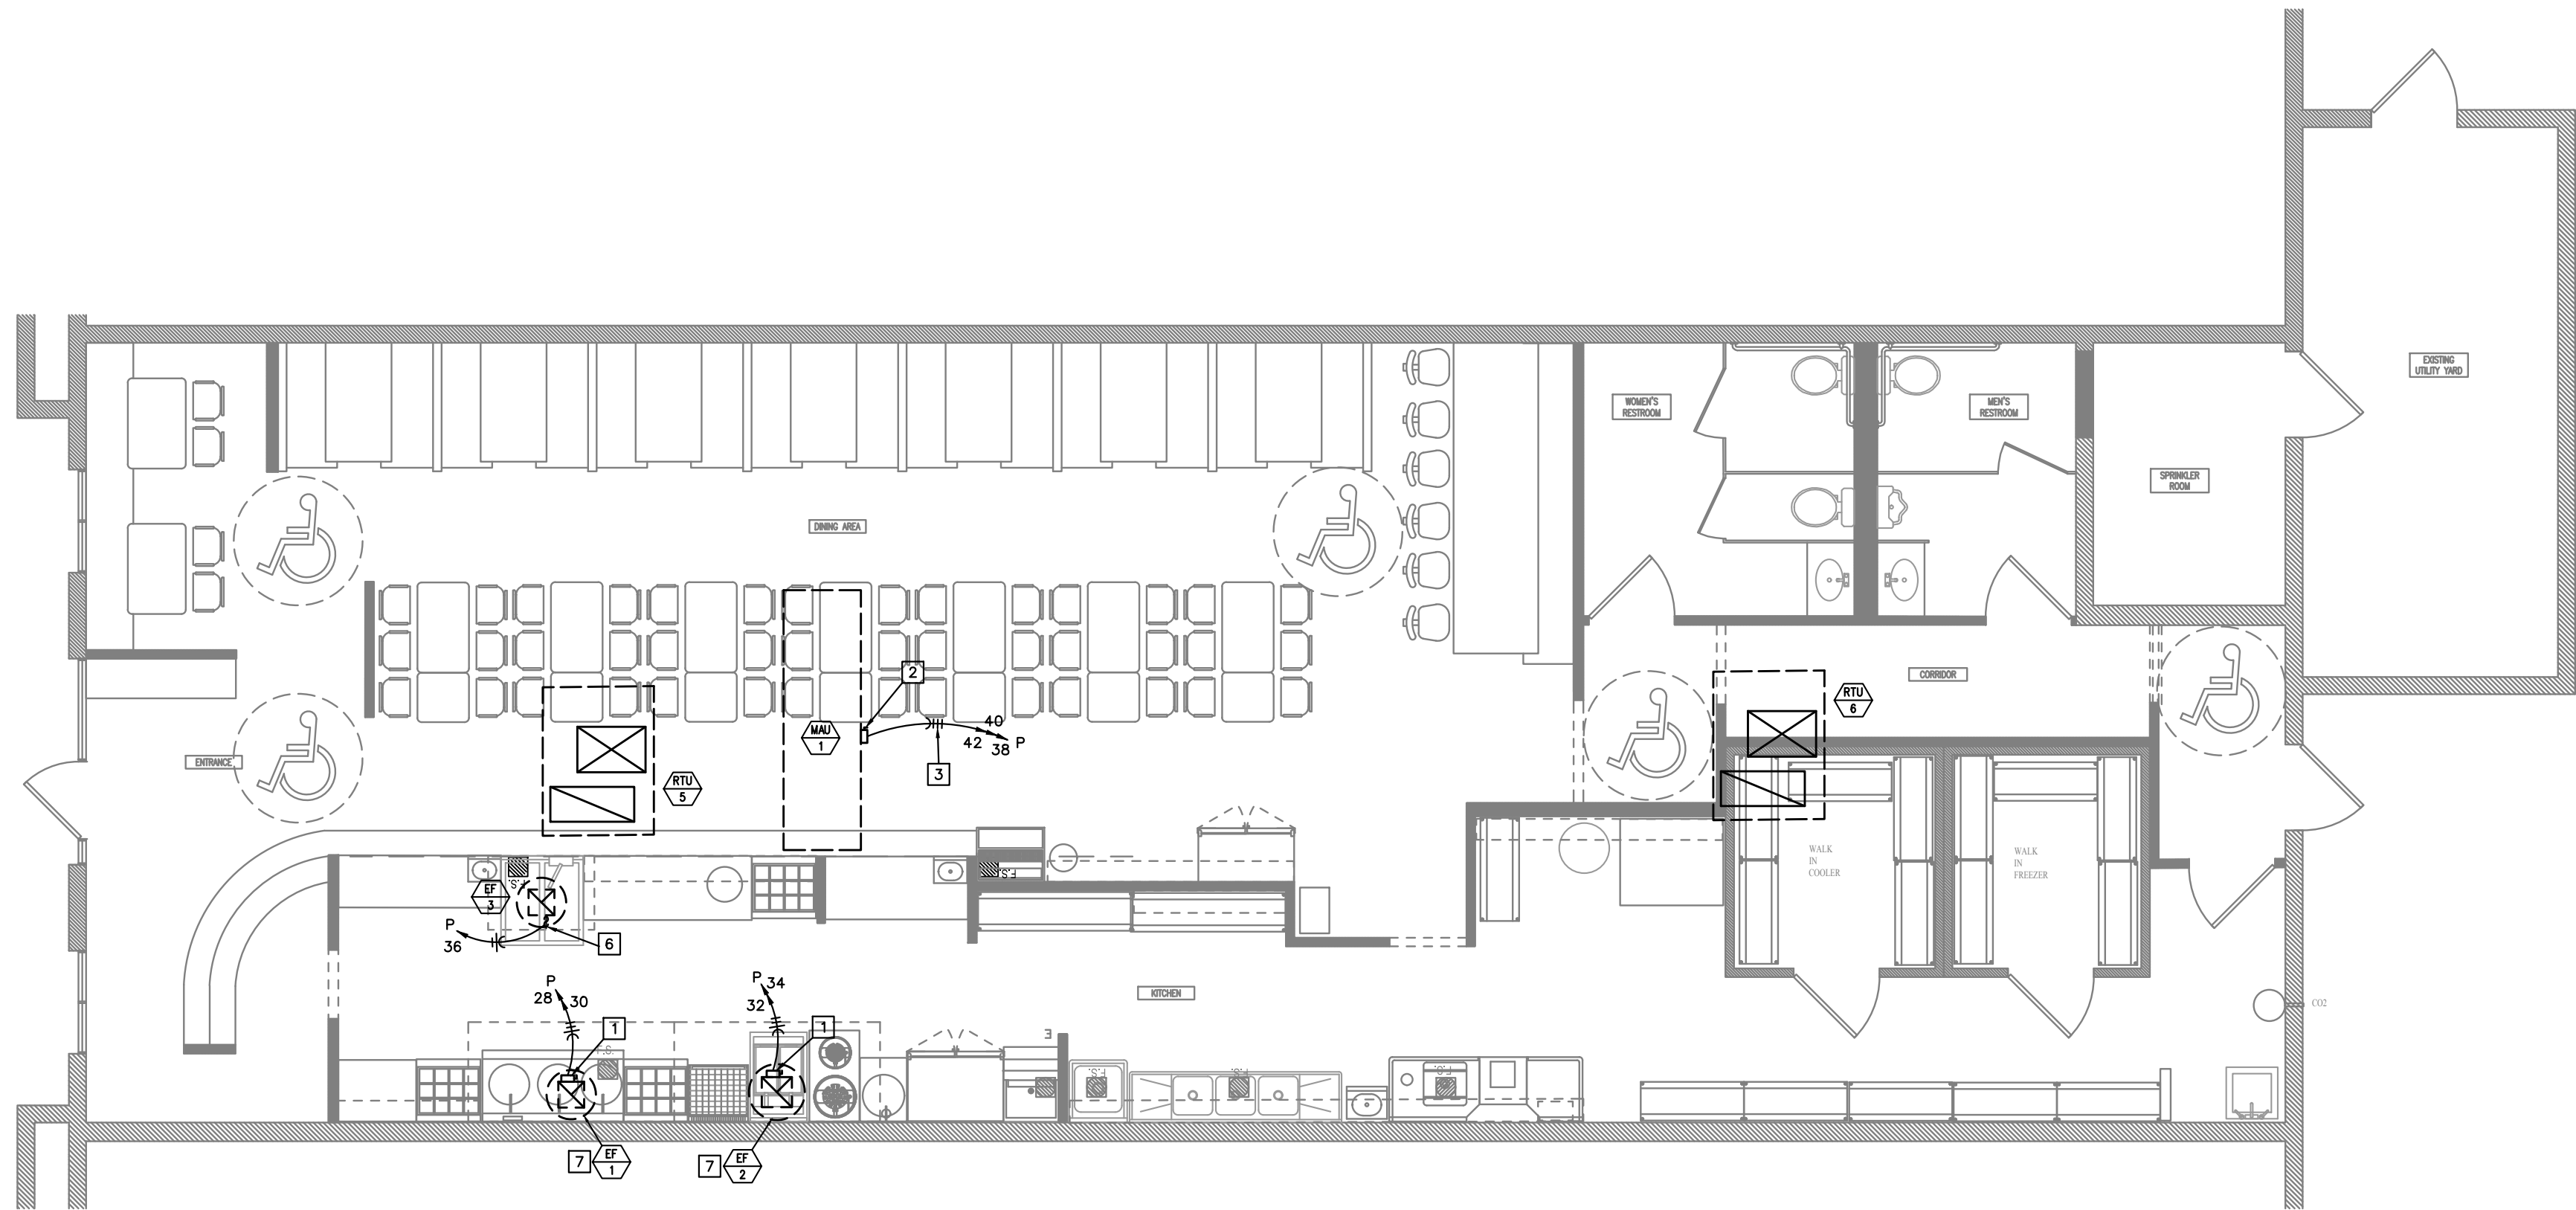 EXISTING
UTILITY YARD
WOMEN'S
RESTROOM
MEN'S
RESTROOM
SPRINKLER
ROOM
DINING AREA
2
CORRIDOR
RTU
6
MAU
1
40
42
38
P
3
ENTRANCE
RTU
5
WALK
IN
COOLER
WALK
IN
FREEZER
F.S.
F.S.
EF
3
P
36
6
P
28
30
P
34
32
KITCHEN
CO2
1
1
E
F.S.
F.S.
F.S.
F.S.
7
EF
1
7
EF
2